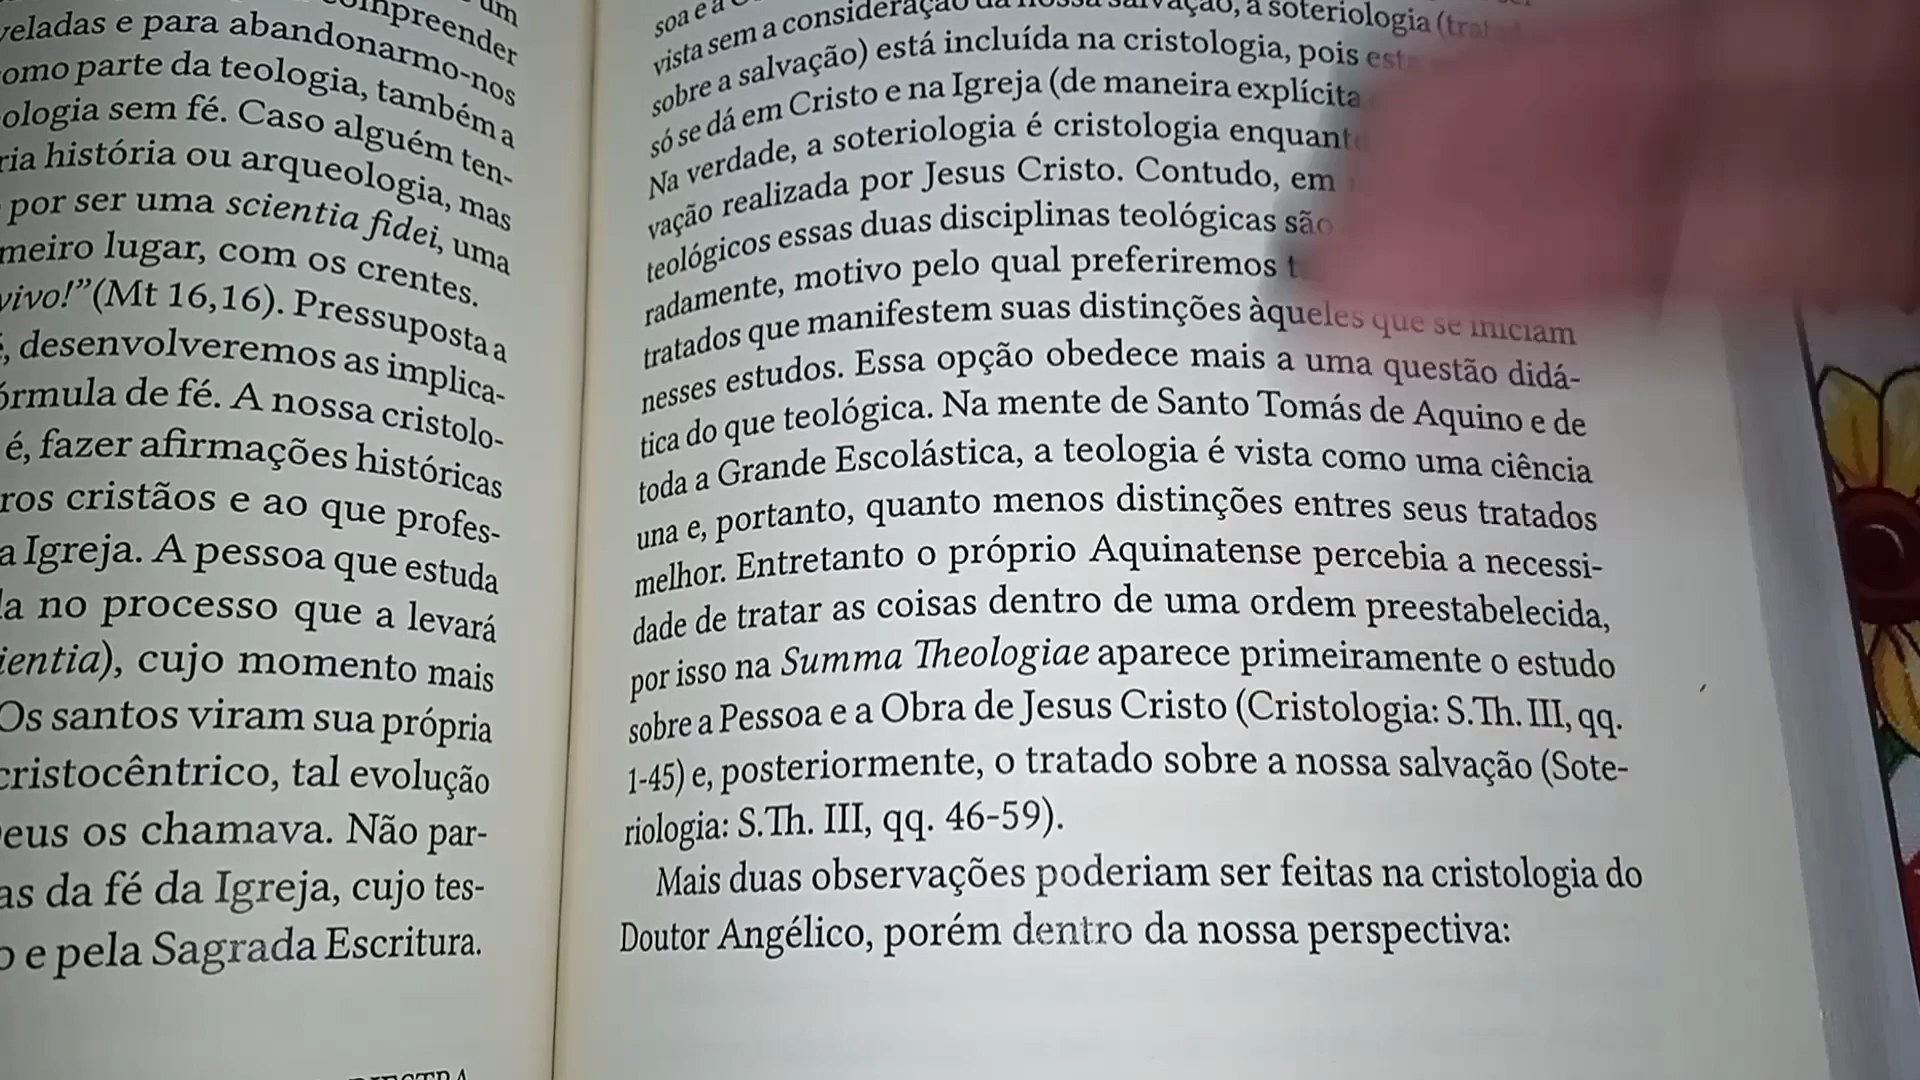 um
compreender
veladas e para abandonarmo-nos
omo parte da teologia, também a
ologia sem fé. Caso alguém ten-
ria história ou arqueologia, mas
por ser uma scientia fidei, uma
meiro lugar, com os crentes.
vivo!”(Mt 16,16). Pressuposta a
, desenvolveremos as implica-
órmula de fé. A nossa cristolo-
é, fazer afirmações históricas
ros cristãos e ao que profes-
a Igreja. A pessoa que estuda
la no processo que a levará
ientia), cujo momento mais
Os santos viram sua própria
cristocêntrico, tal evolução
eus os chamava. Não par-
as da fé da Igreja, cujo tes-
o e pela Sagrada Escritura.
soa e a
vista sem a consideração da nossa salvação, a soteriologia
sobre a salvação) está incluída na cristologia, pois
só se dá em Cristo e na Igreja (de maneira explícita
Na verdade, a soteriologia é cristologia
vação realizada por Jesus Cristo. Contudo, em
teológicos essas duas disciplinas teológicas são
radamente, motivo pelo qual preferiremos
tratados que manifestem suas distinções àqueles que se iniciam
nesses estudos. Essa opção obedece mais a uma questão didá-
tica do que teológica. Na mente de Santo Tomás de Aquino e de
toda a Grande Escolástica, a teologia é vista como uma ciência
una e, portanto, quanto menos distinções entres seus tratados
melhor. Entretanto o próprio Aquinatense percebia a necessi-
dade de tratar as coisas dentro de uma ordem preestabelecida,
por isso na Summa Theologiae aparece primeiramente o estudo
sobre a Pessoa e a Obra de Jesus Cristo (Cristologia: S.Th. III, qq.
1-45) e, posteriormente, o tratado sobre a nossa salvação (Sote-
riologia: S.Th. III, qq. 46-59).
Mais duas observações poderiam ser feitas na cristologia do
Doutor Angélico, porém dentro da nossa perspectiva: